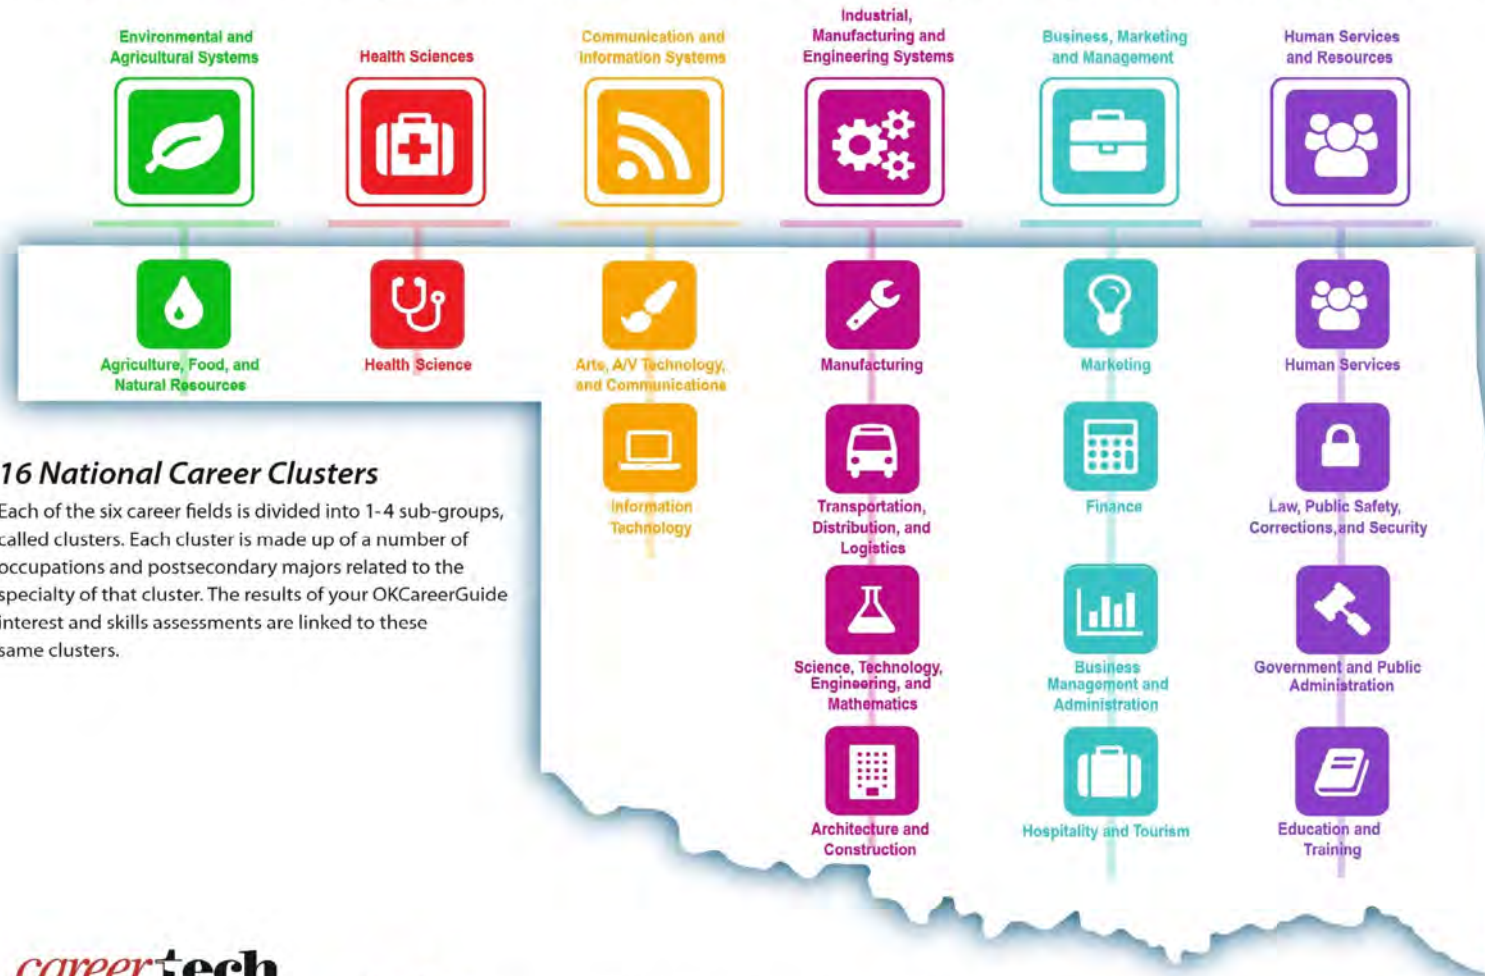 Environmental and
Agricultural Systems
Health Sciences
Communication and
Information Systems
Industrial,
Manufacturing and
Engineering Systems
Business, Marketing
and Management
Human Services
and Resources
Agriculture, Food, and
Natural Resources
Health Science
Arts, A/V Technology,
and Communications
Manufacturing
Marketing
Human Services
Information
Technology
Transportation,
Distribution, and
Logistics
Finance
Law, Public Safety,
Corrections, and Security
Science, Technology,
Engineering, and
Mathematics
Business
Management and
Administration
Government and Public
Administration
Architecture and
Construction
Hospitality and Tourism
Education and
Training
16 National Career Clusters
Each of the six career fields is divided into 1-4 sub-groups,
called clusters. Each cluster is made up of a number of
occupations and postsecondary majors related to the
specialty of that cluster. The results of your OKCareerGuide
interest and skills assessments are linked to these
same clusters.
careertech